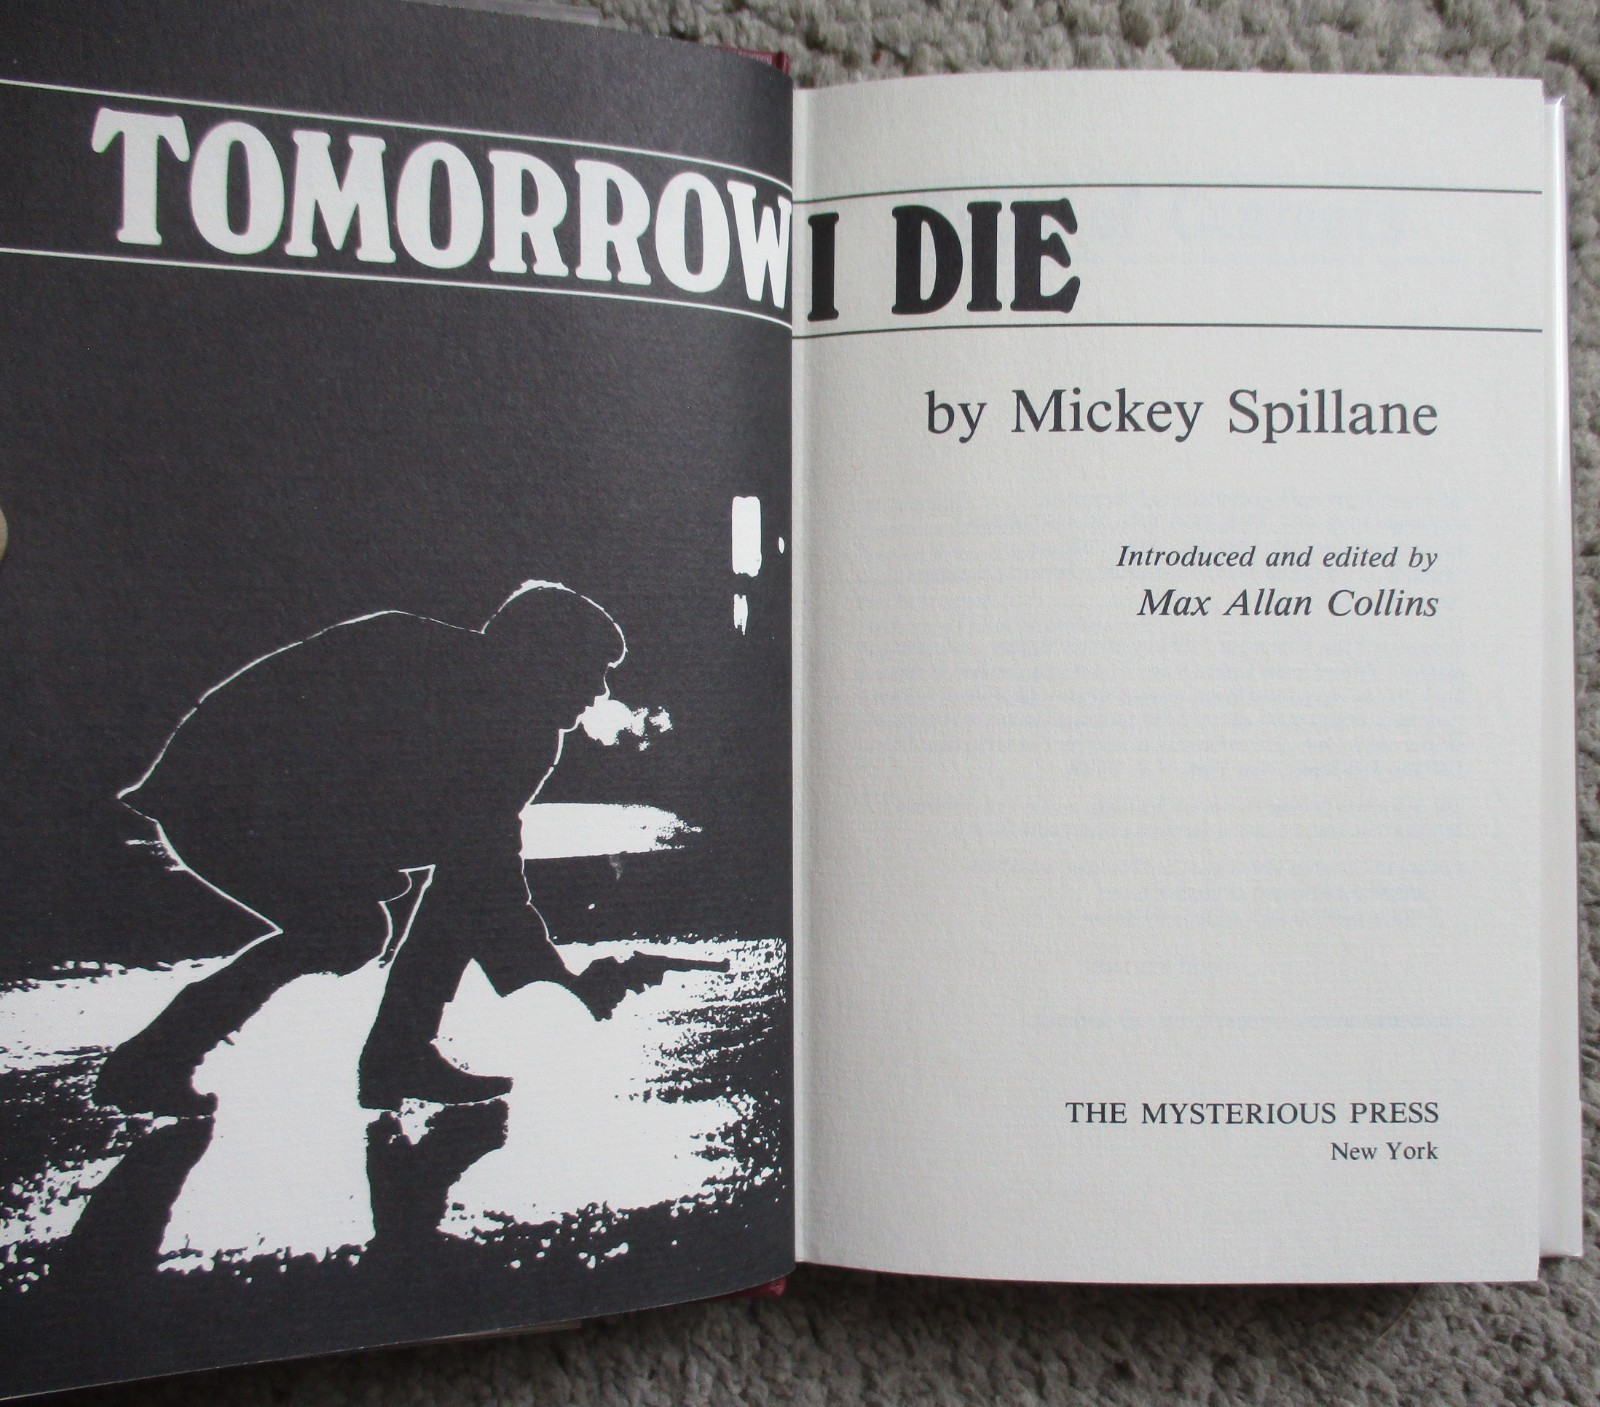 TOMORROW I DIE
by Mickey Spillane
Introduced and edited by
Max Allan Collins
THE MYSTERIOUS PRESS
New York